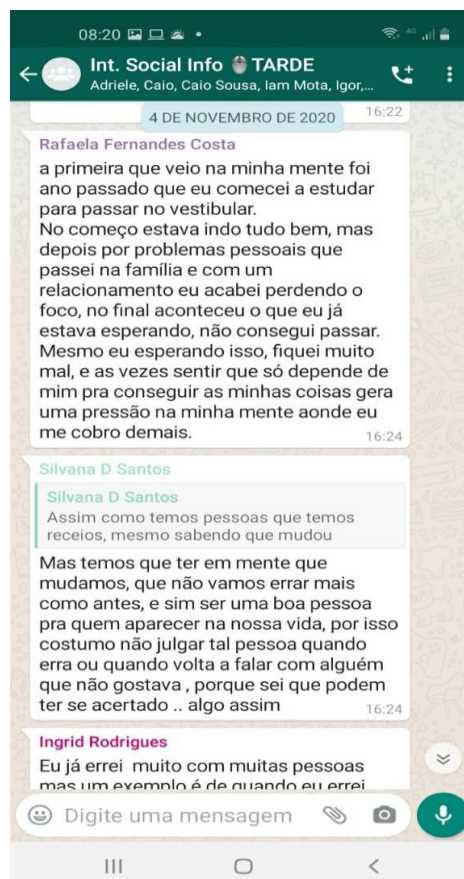 08:20
4G
Int. Social Info 🖱️ TARDE
Adriele, Caio, Caio Sousa, Iam Mota, Igor,...
16:22
4 DE NOVEMBRO DE 2020
Rafaela Fernandes Costa
a primeira que veio na minha mente foi
ano passado que eu comecei a estudar
para passar no vestibular.
No começo estava indo tudo bem, mas
depois por problemas pessoais que
passei na família e com um
relacionamento eu acabei perdendo o
foco, no final aconteceu o que eu já
estava esperando, não consegui passar.
Mesmo eu esperando isso, fiquei muito
mal, e as vezes sentir que só depende de
mim pra conseguir as minhas coisas gera
uma pressão na minha mente aonde eu
me cobro demais.
16:24
Silvana D Santos
Silvana D Santos
Assim como temos pessoas que temos
receios, mesmo sabendo que mudou
Mas temos que ter em mente que
mudamos, que não vamos errar mais
como antes, e sim ser uma boa pessoa
pra quem aparecer na nossa vida, por isso
costumo não julgar tal pessoa quando
erra ou quando volta a falar com alguém
que não gostava , porque sei que podem
ter se acertado .. algo assim
16:24
Ingrid Rodrigues
Eu já errei muito com muitas pessoas
mas um exemplo é de quando eu errei
Digite uma mensagem